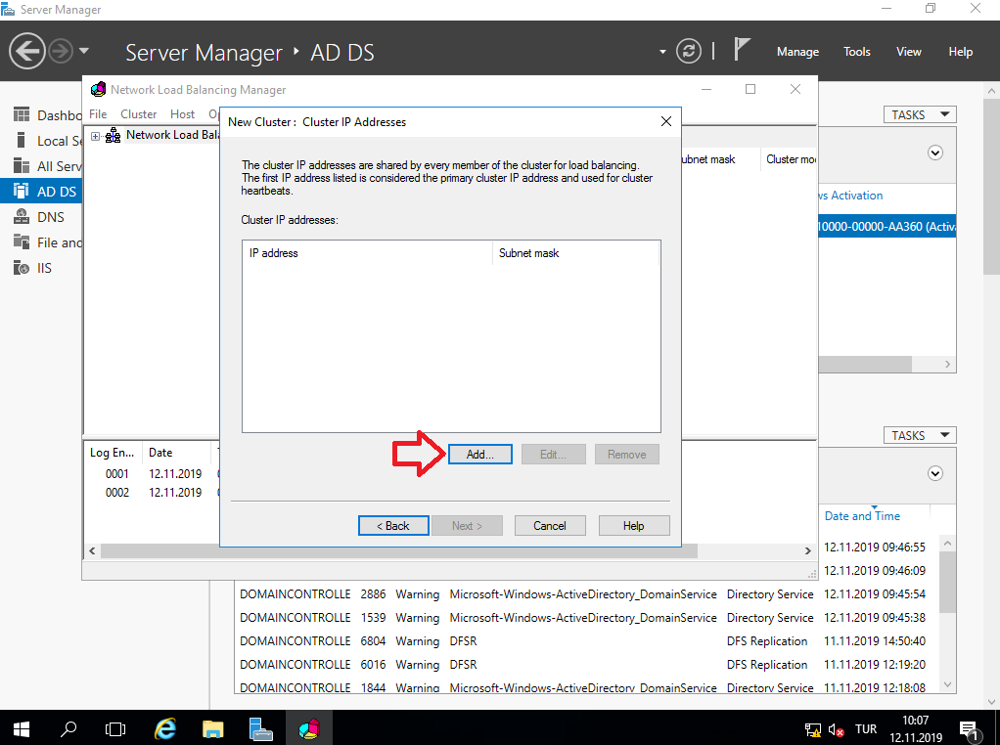 Server Manager
Server Manager ‣ AD DS
Manage Tools View Help
Network Load Balancing Manager
File Cluster Host
Network Load
New Cluster : Cluster IP Addresses
The cluster IP addresses are shared by every member of the cluster for load balancing.
The first IP address listed is considered the primary cluster IP address and used for cluster
heartbeats.
Cluster IP addresses:
IP address Subnet mask
Add... Edit... Remove
< Back Next > Cancel Help
ubnet mask Cluster mo
Log En... Date
0001 12.11.2019
0002 12.11.2019
Dashbo
Local Se
All Serv
AD DS
DNS
File and
IIS
TASKS
vs Activation
10000-00000-AA360 (Activa
TASKS
Date and Time
12.11.2019 09:46:55
12.11.2019 09:46:09
DOMAINCONTROLLE 2886 Warning Microsoft-Windows-ActiveDirectory_DomainService Directory Service 12.11.2019 09:45:54
DOMAINCONTROLLE 1539 Warning Microsoft-Windows-ActiveDirectory_DomainService Directory Service 12.11.2019 09:45:38
DOMAINCONTROLLE 6804 Warning DFSR DFS Replication 11.11.2019 14:50:40
DOMAINCONTROLLE 6016 Warning DFSR DFS Replication 11.11.2019 12:19:20
DOMAINCONTROLLE 1844 Warning Microsoft-Windows-ActiveDirectory_DomainService Directory Service 11.11.2019 12:18:08
TUR
10:07
12.11.2019
1